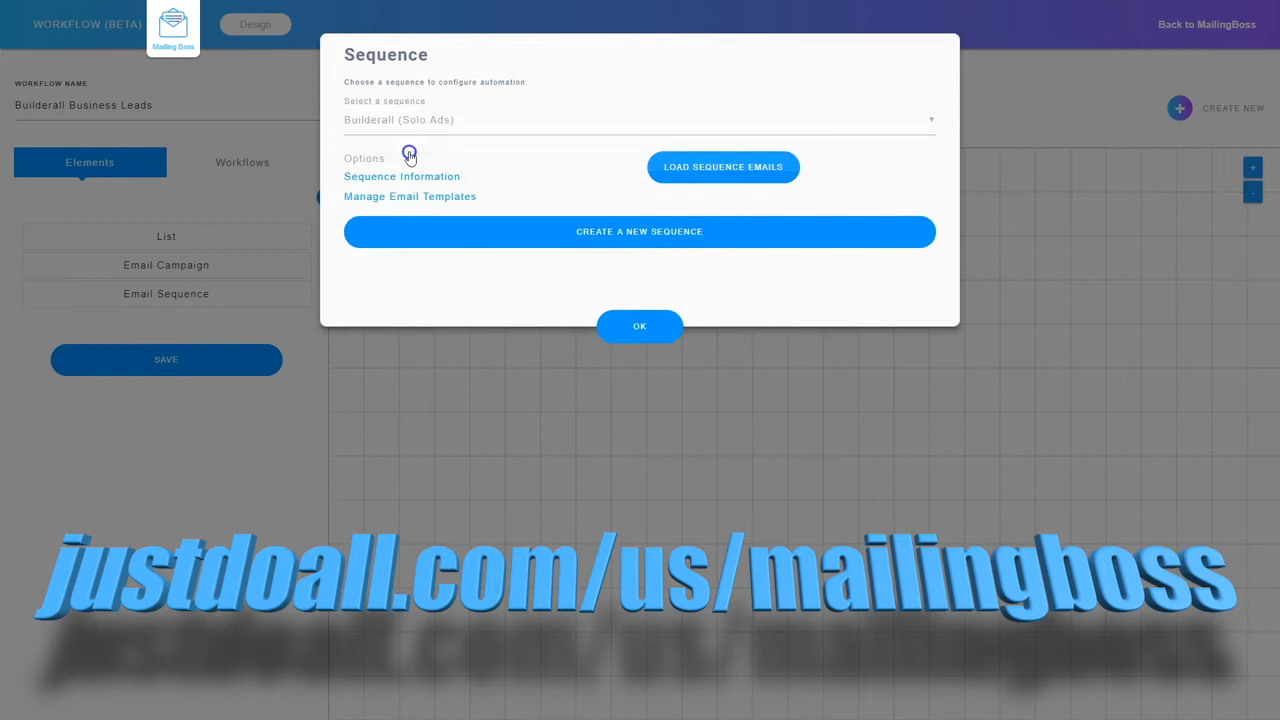 WORKFLOW (BETA)
Mailing Boss
Design
Back to MailingBoss
WORKFLOW NAME
Builderall Business Leads
CREATE NEW
Elements
Workflows
+
-
List
Email Campaign
Email Sequence
SAVE
Sequence
Choose a sequence to configure automation.
Select a sequence
Builderall (Solo Ads)
Options
Sequence Information
Manage Email Templates
LOAD SEQUENCE EMAILS
CREATE A NEW SEQUENCE
OK
justdoall.com/us/mailingboss